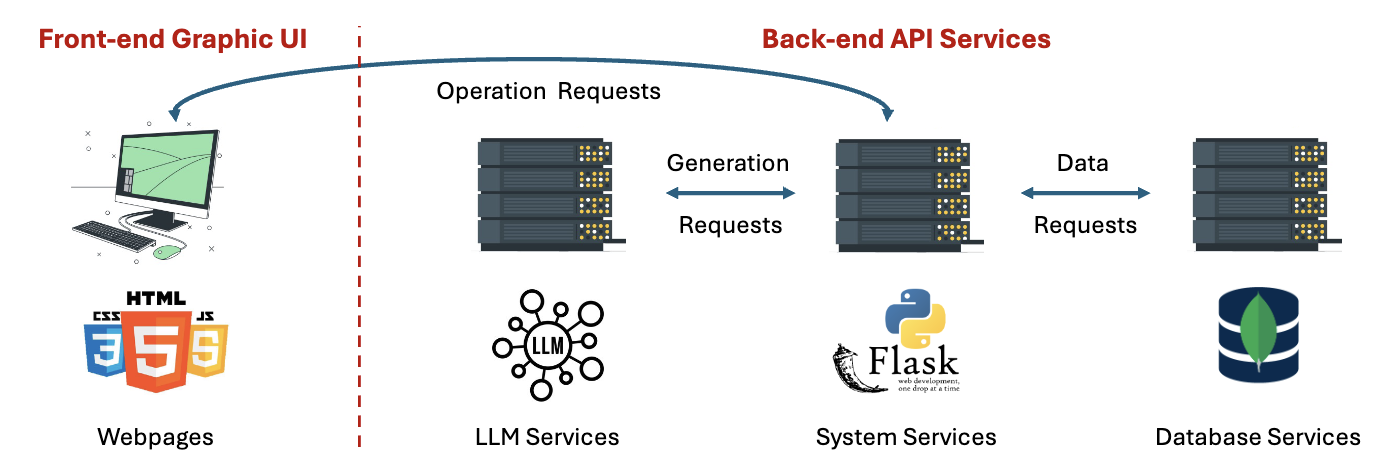 Front-end Graphic UI
Back-end API Services
Operation Requests
Generation
Requests
Data
Requests
HTML
CSS
JS
3
5
5
LLM
Flask
web development,
one drop at a time
Webpages
LLM Services
System Services
Database Services